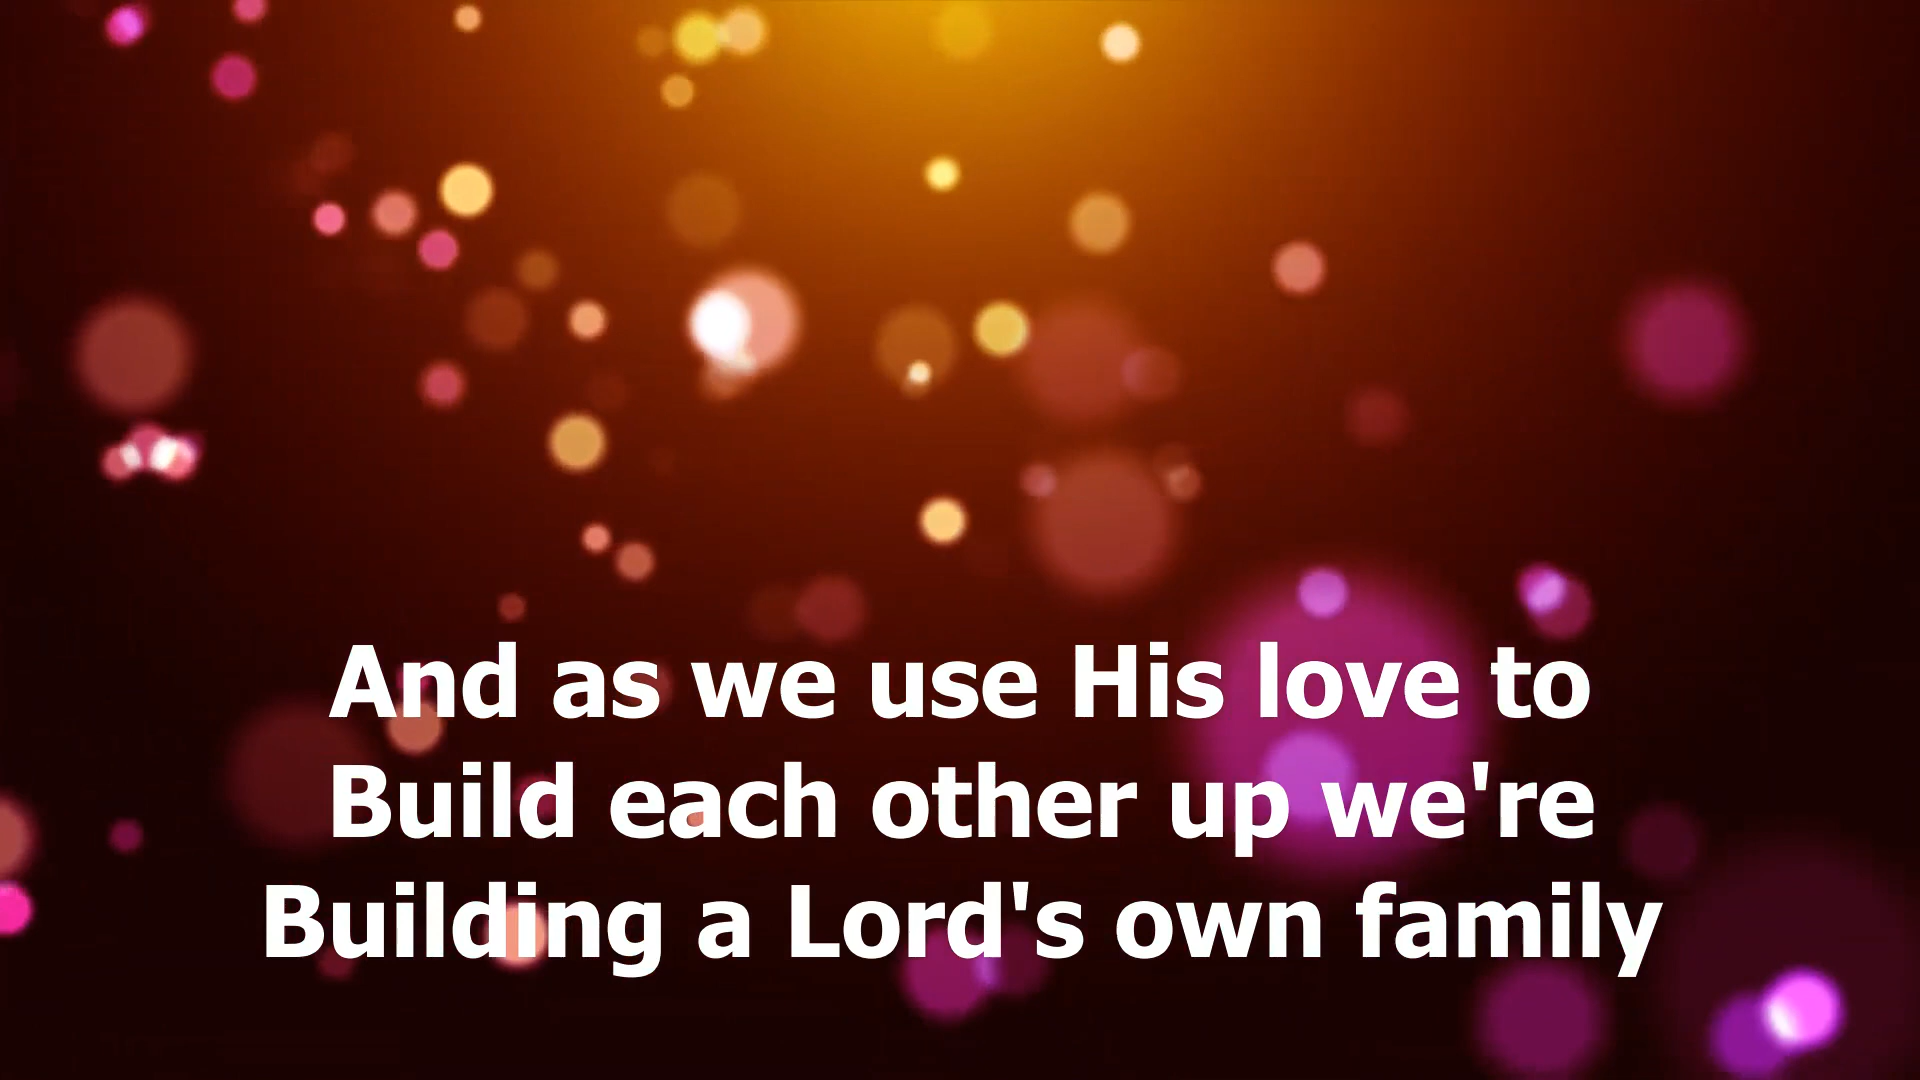 And as we use His love to
Build each other up we're
Building a Lord's own family